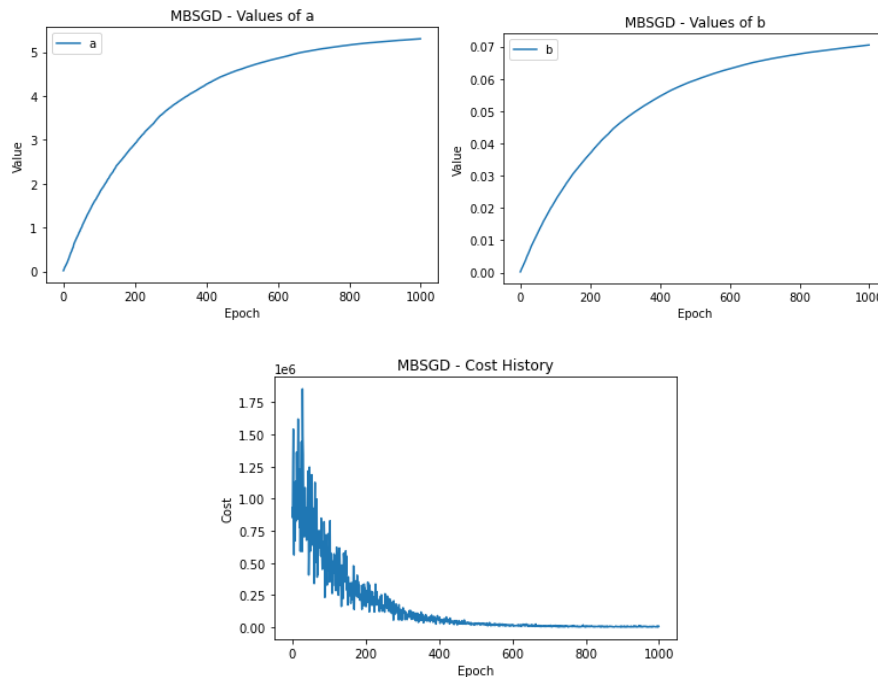 MBSGD - Values of a
a
5
4
3
2
1
0
Value
0 200 400 600 800 1000
Epoch
MBSGD - Values of b
b
0.07
0.06
0.05
0.04
0.03
0.02
0.01
0.00
Value
0 200 400 600 800 1000
Epoch
MBSGD - Cost History
1e6
1.75
1.50
1.25
1.00
0.75
0.50
0.25
0.00
Cost
0 200 400 600 800 1000
Epoch